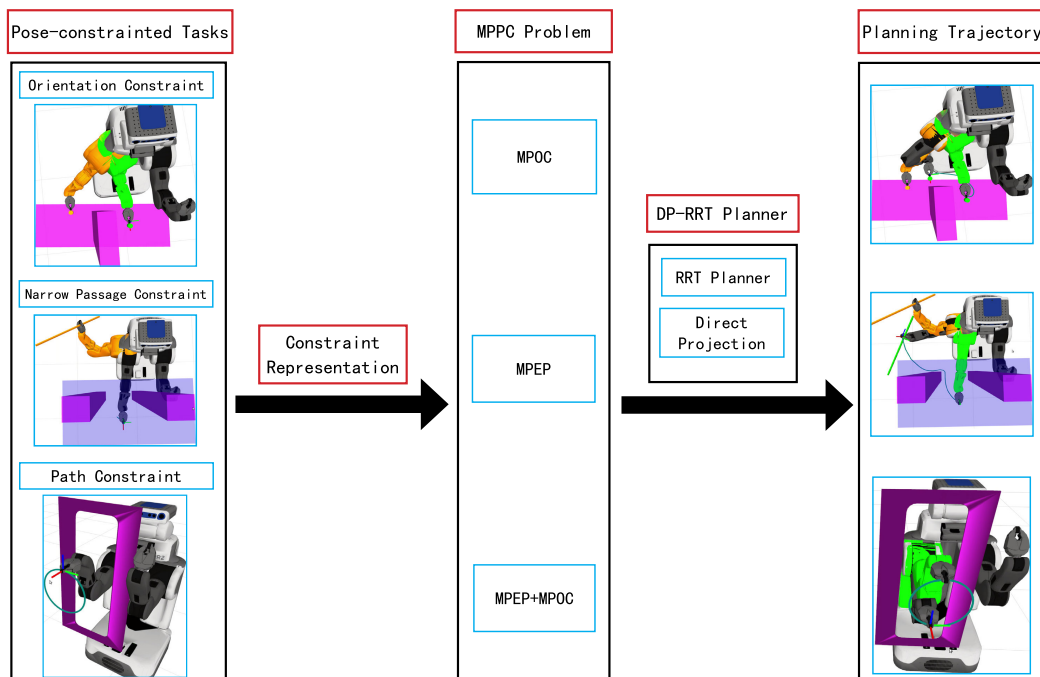 Pose-constrainted Tasks
Orientation Constraint
Narrow Passage Constraint
Path Constraint
Constraint
Representation
MPPC Problem
MPOC
MPEP
MPEP+MPOC
DP-RRT Planner
RRT Planner
Direct
Projection
Planning Trajectory